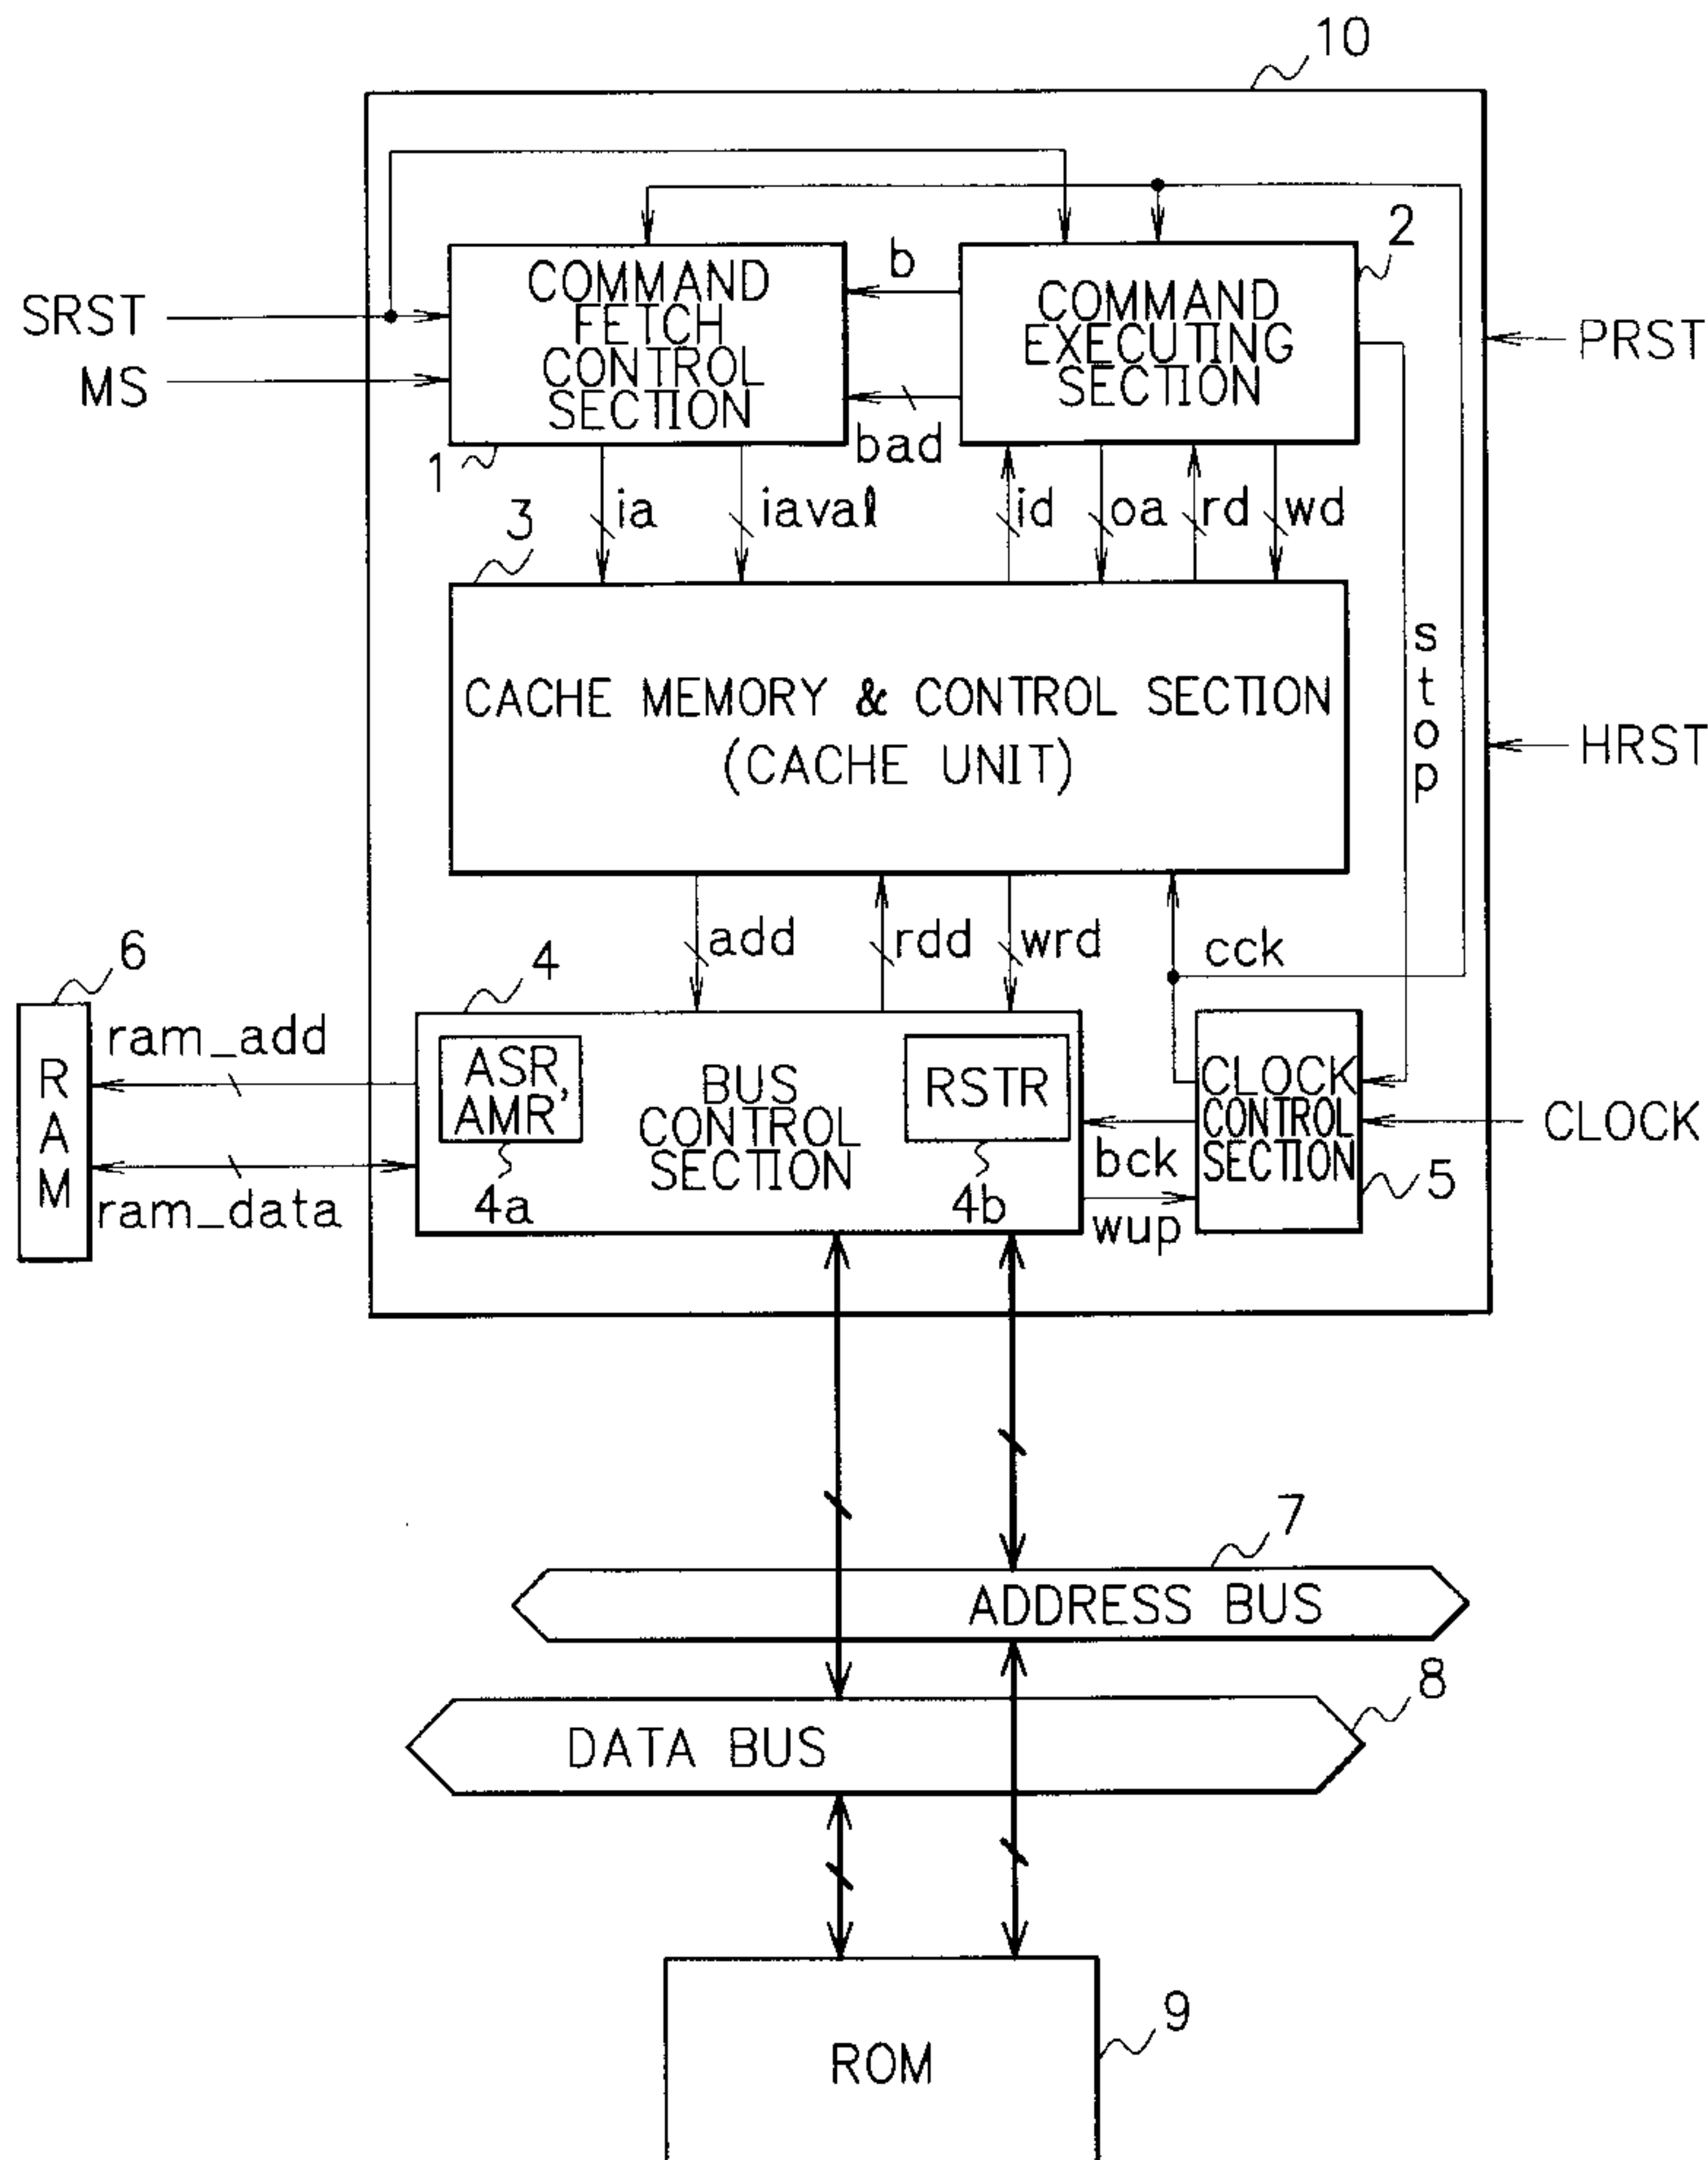 10
2
COMMAND
FETCH
CONTROL
SECTION
b
COMMAND
EXECUTING
SECTION
SRST
MS
PRST
bad
1
3
ia
iaval
id
oa
rd
wd
stop
CACHE MEMORY & CONTROL SECTION
(CACHE UNIT)
HRST
add
rdd
wrd
cck
6
4
ram_add
RAM
ASR,
AMR,
BUS
CONTROL
SECTION
RSTR
CLOCK
CONTROL
SECTION
CLOCK
bck
ram_data
4a
4b
wup
5
7
ADDRESS BUS
8
DATA BUS
9
ROM